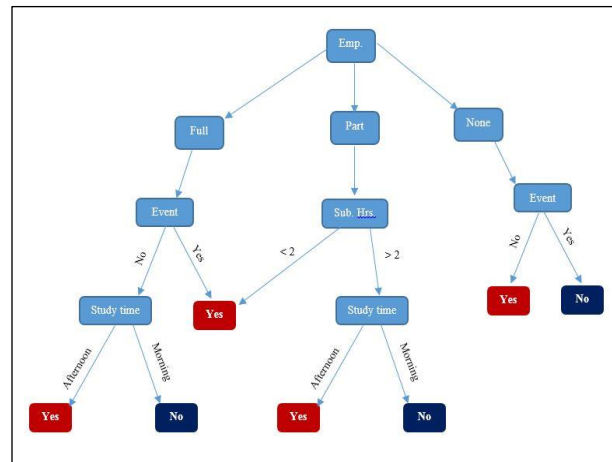 Emp.
Full
Part
None
Event
Sub. Hrs.
Event
No
Yes
< 2
> 2
No
Yes
Study time
Yes
Study time
Yes
No
Afternoon
Morning
Afternoon
Morning
Yes
No
Yes
No